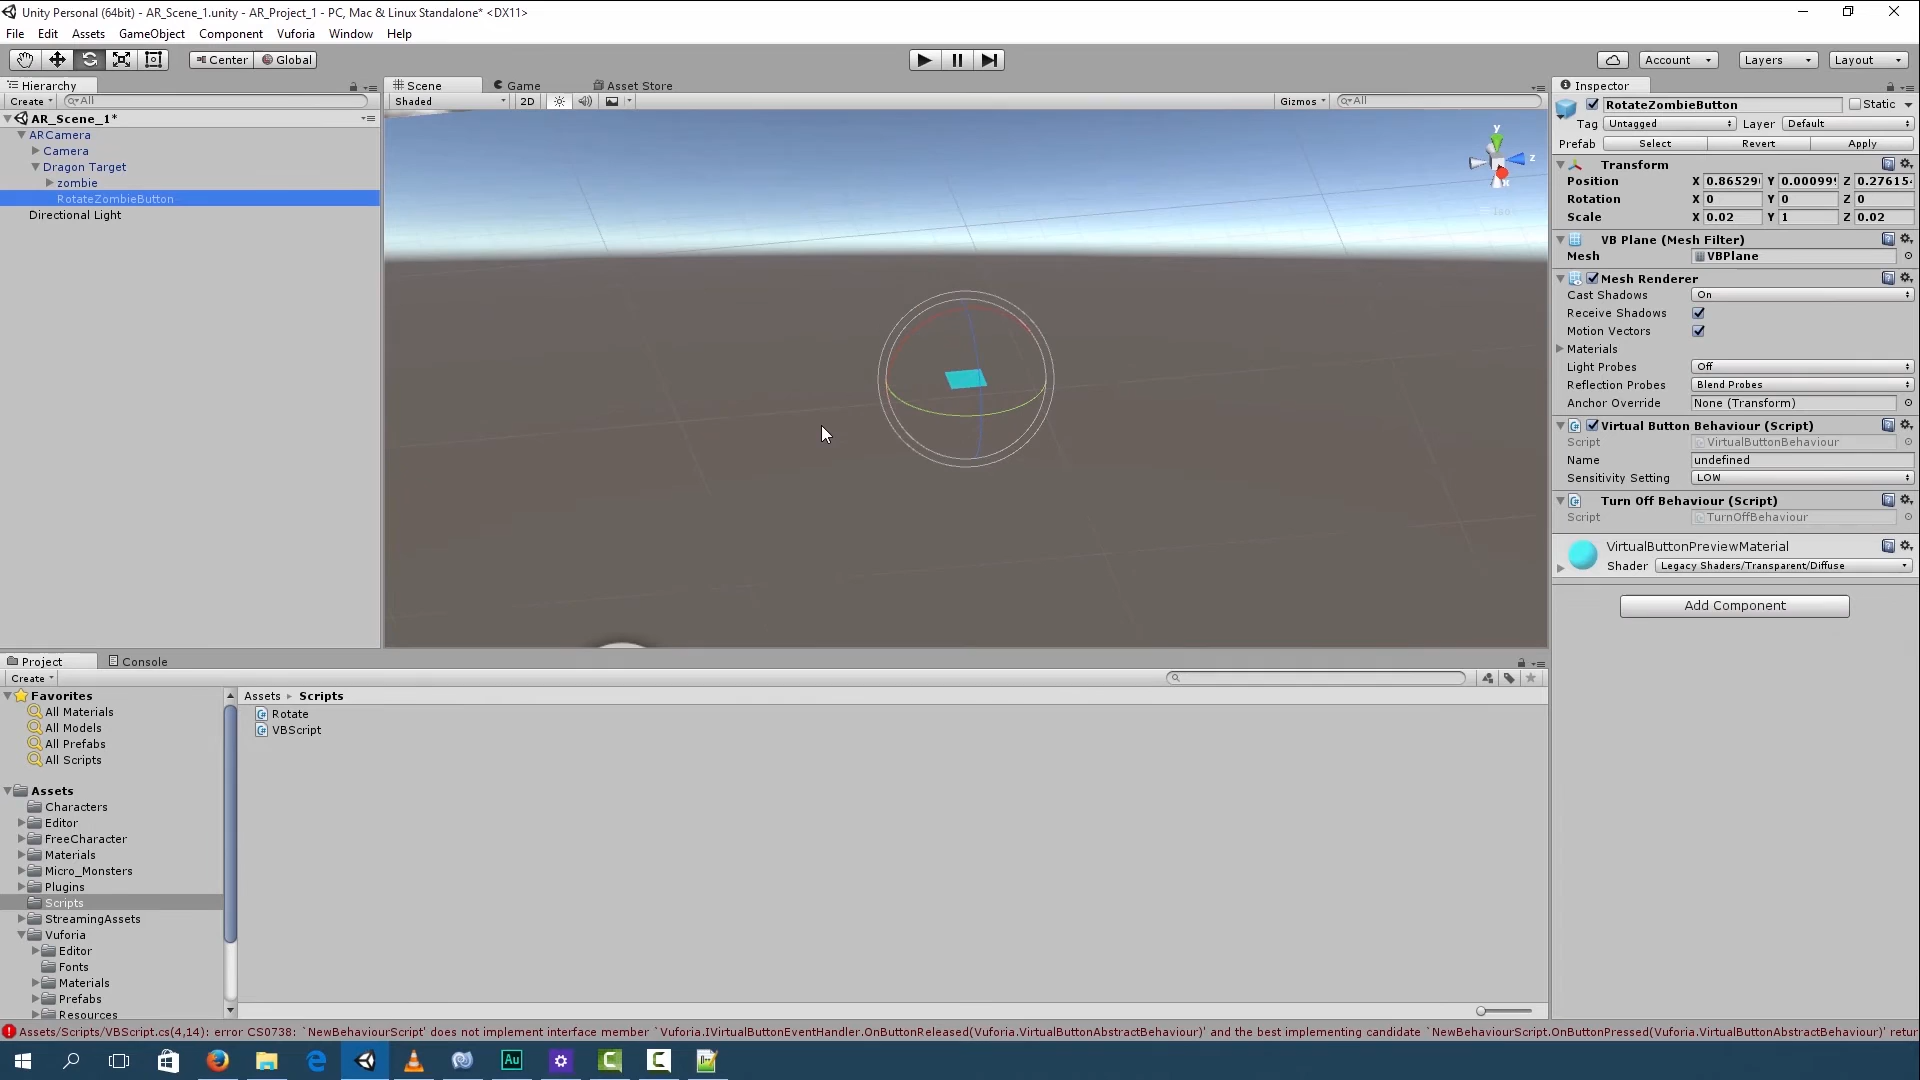 Unity Personal (64bit) - AR_Scene_1.unity - AR_Project_1 - PC, Mac & Linux Standalone* <DX11>
File Edit Assets GameObject Component Vuforia Window Help
Center Global Account Layers Layout
Hierarchy
Create All
AR_Scene_1*
ARCamera
Camera
Dragon Target
zombie
RotateZombieButton
Directional Light
Scene Game Asset Store
Shaded 2D Gizmos All
y
z
x
Iso
Inspector
RotateZombieButton Static
Tag Untagged Layer Default
Prefab Select Revert Apply
Transform
Position X 0.86529 Y 0.00099 Z 0.27615
Rotation X 0 Y 0 Z 0
Scale X 0.02 Y 1 Z 0.02
VB Plane (Mesh Filter)
Mesh VBPlane
Mesh Renderer
Cast Shadows On
Receive Shadows
Motion Vectors
Materials
Light Probes Off
Reflection Probes Blend Probes
Anchor Override None (Transform)
Virtual Button Behaviour (Script)
Script VirtualButtonBehaviour
Name undefined
Sensitivity Setting LOW
Turn Off Behaviour (Script)
Script TurnOffBehaviour
VirtualButtonPreviewMaterial
Shader Legacy Shaders/Transparent/Diffuse
Add Component
Project Console
Create
Favorites
All Materials
All Models
All Prefabs
All Scripts
Assets
Characters
Editor
FreeCharacter
Materials
Micro_Monsters
Plugins
Scripts
StreamingAssets
Vuforia
Editor
Fonts
Materials
Prefabs
Resources
Assets Scripts
Rotate
VBScript
Assets/Scripts/VBScript.cs(4,14): error CS0738: `NewBehaviourScript' does not implement interface member `Vuforia.IVirtualButtonEventHandler.OnButtonReleased(Vuforia.VirtualButtonAbstractBehaviour)' and the best implementing candidate `NewBehaviourScript.OnButtonPressed(Vuforia.VirtualButtonAbstractBehaviour)' retur
Au